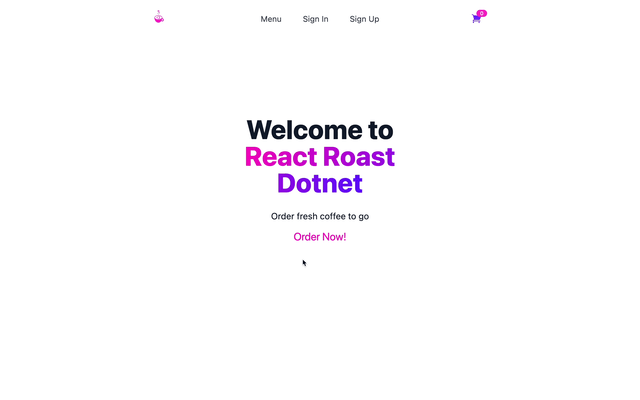 Menu Sign In Sign Up 0
Welcome to
React Roast
Dotnet
Order fresh coffee to go
Order Now!